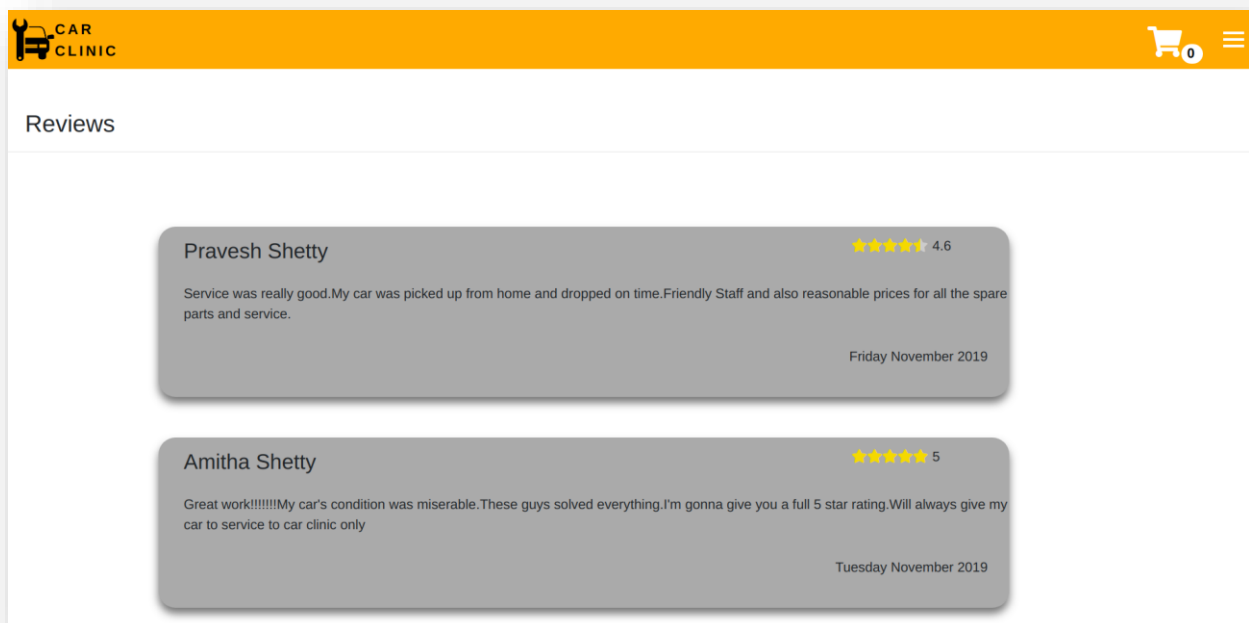 CAR
CLINIC
0
Reviews
Pravesh Shetty
4.6
Service was really good.My car was picked up from home and dropped on time.Friendly Staff and also reasonable prices for all the spare
parts and service.
Friday November 2019
Amitha Shetty
5
Great work!!!!!!!My car's condition was miserable.These guys solved everything.I'm gonna give you a full 5 star rating.Will always give my
car to service to car clinic only
Tuesday November 2019